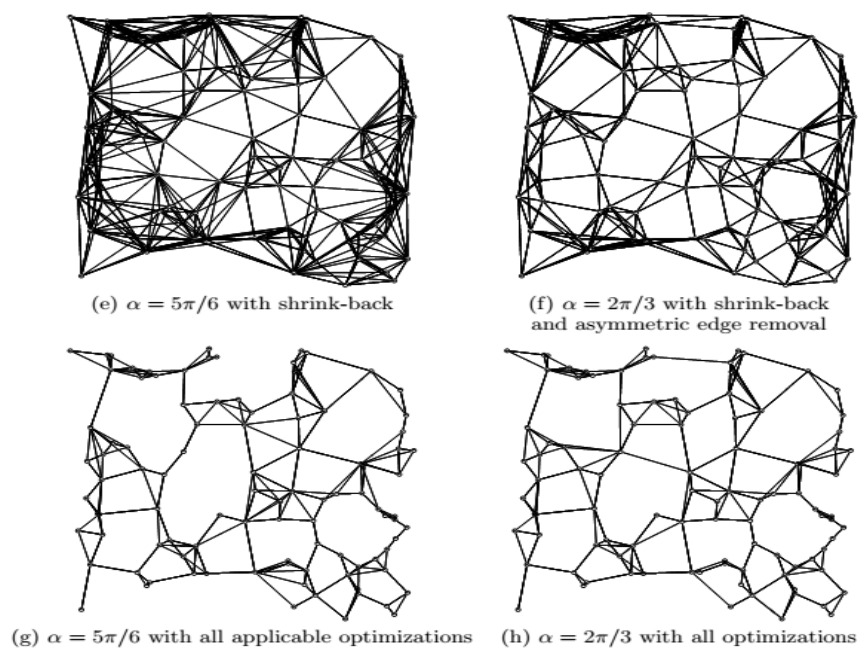 (e) α = 5π/6 with shrink-back
(f) α = 2π/3 with shrink-back
and asymmetric edge removal
(g) α = 5π/6 with all applicable optimizations
(h) α = 2π/3 with all optimizations